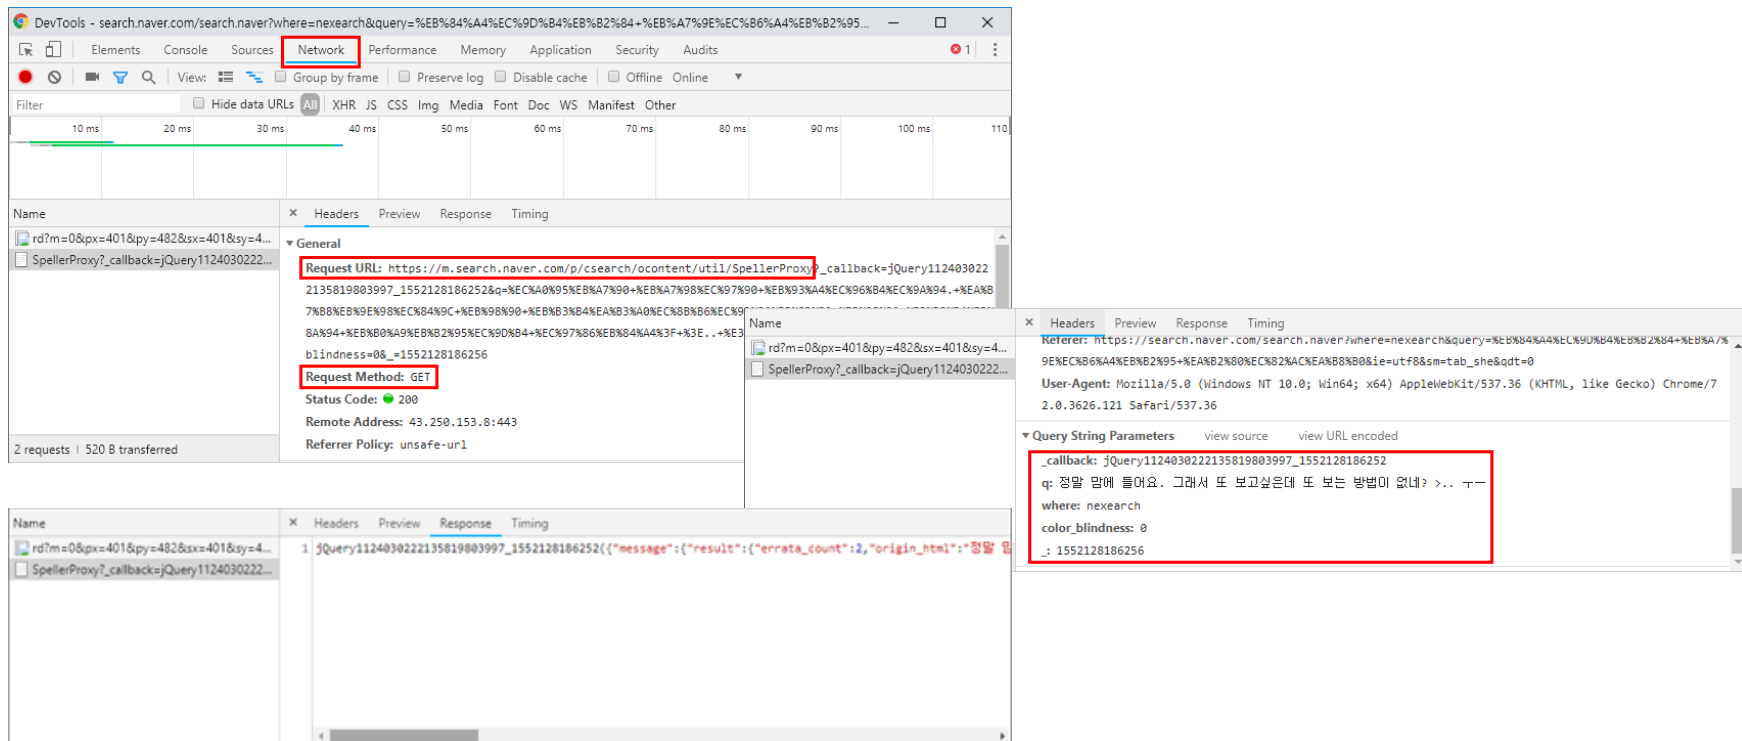 DevTools - search.naver.com/search.naver?where=nexearch&query=%EB%84%A4%EC%9D%B4%EB%B2%84+%EB%A7%9E%EC%B6%A4%EB%B2%95...
Elements Console Sources Network Performance Memory Application Security Audits 1
View: Group by frame Preserve log Disable cache Offline Online
Filter Hide data URLs All XHR JS CSS Img Media Font Doc WS Manifest Other
10 ms 20 ms 30 ms 40 ms 50 ms 60 ms 70 ms 80 ms 90 ms 100 ms 110
Name × Headers Preview Response Timing
rd?m=0&px=401&py=482&sx=401&sy=4...
SpellerProxy?_callback=jQuery1124030222...
2 requests | 520 B transferred
General
Request URL: https://m.search.naver.com/p/csearch/ocontent/util/SpellerProxy?_callback=jQuery112403022
2135819803997_1552128186252&q=%EC%A0%95%EB%A7%90+%EB%A7%98%EC%97%90+%EB%93%A4%EC%96%B4%EC%9A%94.+%EA%B
7%B8%EB%9E%98%EC%84%9C+%EB%98%90+%EB%B3%B4%EA%B3%A0%EC%8B%B6%EC%9
8A%94+%EB%B0%A9%EB%B2%95%EC%9D%B4+%EC%97%86%EB%84%A4%3F+%3E..+%E3
blindness=0&_=1552128186256
Request Method: GET
Status Code: 200
Remote Address: 43.250.153.8:443
Referrer Policy: unsafe-url
Name × Headers Preview Response Timing
rd?m=0&px=401&py=482&sx=401&sy=4...
SpellerProxy?_callback=jQuery1124030222...
Referer: https://search.naver.com/search.naver?where=nexearch&query=%EB%84%A4%EC%9D%B4%EB%B2%84+%EB%A7%
9E%EC%B6%A4%EB%B2%95+%EA%B2%80%EC%82%AC%EA%B8%B0&ie=utf8&sm=tab_she&qdt=0
User-Agent: Mozilla/5.0 (Windows NT 10.0; Win64; x64) AppleWebKit/537.36 (KHTML, like Gecko) Chrome/7
2.0.3626.121 Safari/537.36
Query String Parameters view source view URL encoded
_callback: jQuery1124030222135819803997_1552128186252
q: 정말 맘에 들어요. 그래서 또 보고싶은데 또 보는 방법이 없네? >.. ㅜㅡ
where: nexearch
color_blindness: 0
_: 1552128186256
Name × Headers Preview Response Timing
rd?m=0&px=401&py=482&sx=401&sy=4...
SpellerProxy?_callback=jQuery1124030222...
1 jQuery1124030222135819803997_1552128186252({"message":{"result":{"errata_count":2,"origin_html":"정말